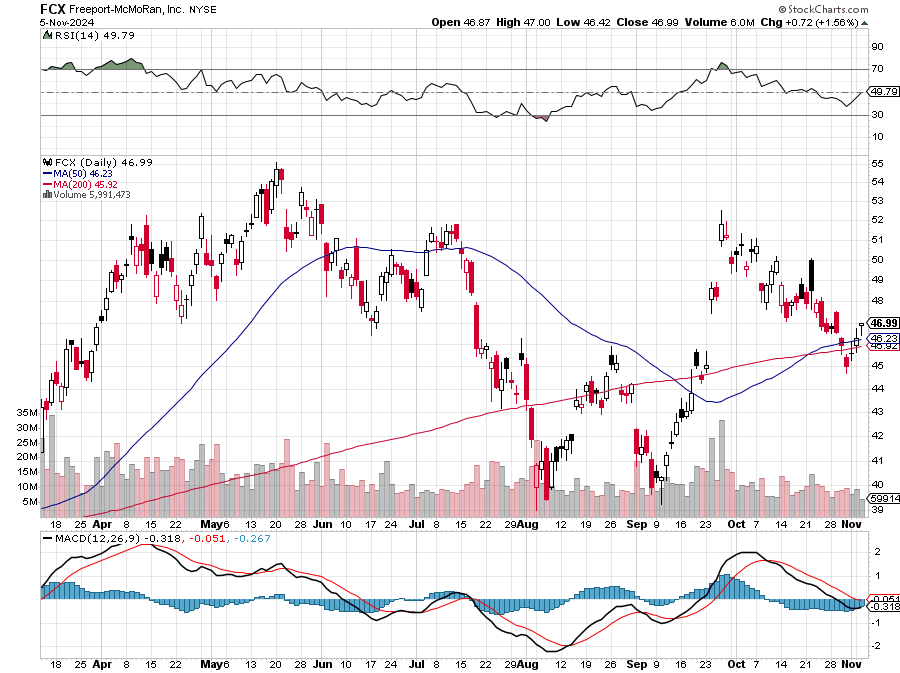 FCX Freeport-McMoRan, Inc. NYSE © StockCharts.com
5-Nov-2024 Open 46.87 High 47.00 Low 46.42 Close 46.99 Volume 6.0M Chg +0.72 (+1.56%)
RSI(14) 49.79
90
70
49.79
30
10
FCX (Daily) 46.99
MA(50) 46.23
MA(200) 45.92
Volume 5,991,473
55
54
53
52
51
50
49
48
46.99
46.23
45.92
45
44
43
42
41
40
39
35M
30M
25M
20M
15M
10M
5M
59914
18 25 Apr 8 15 22 May 6 13 20 28 Jun 10 17 24 Jul 8 15 22 29 Aug 12 19 26 Sep 9 16 23 Oct 7 14 21 28 Nov
MACD(12,26,9) -0.318, -0.051, -0.267
2
1
-0.051
-0.318
-1
-2
18 25 Apr 8 15 22 May 6 13 20 28 Jun 10 17 24 Jul 8 15 22 29 Aug 12 19 26 Sep 9 16 23 Oct 7 14 21 28 Nov